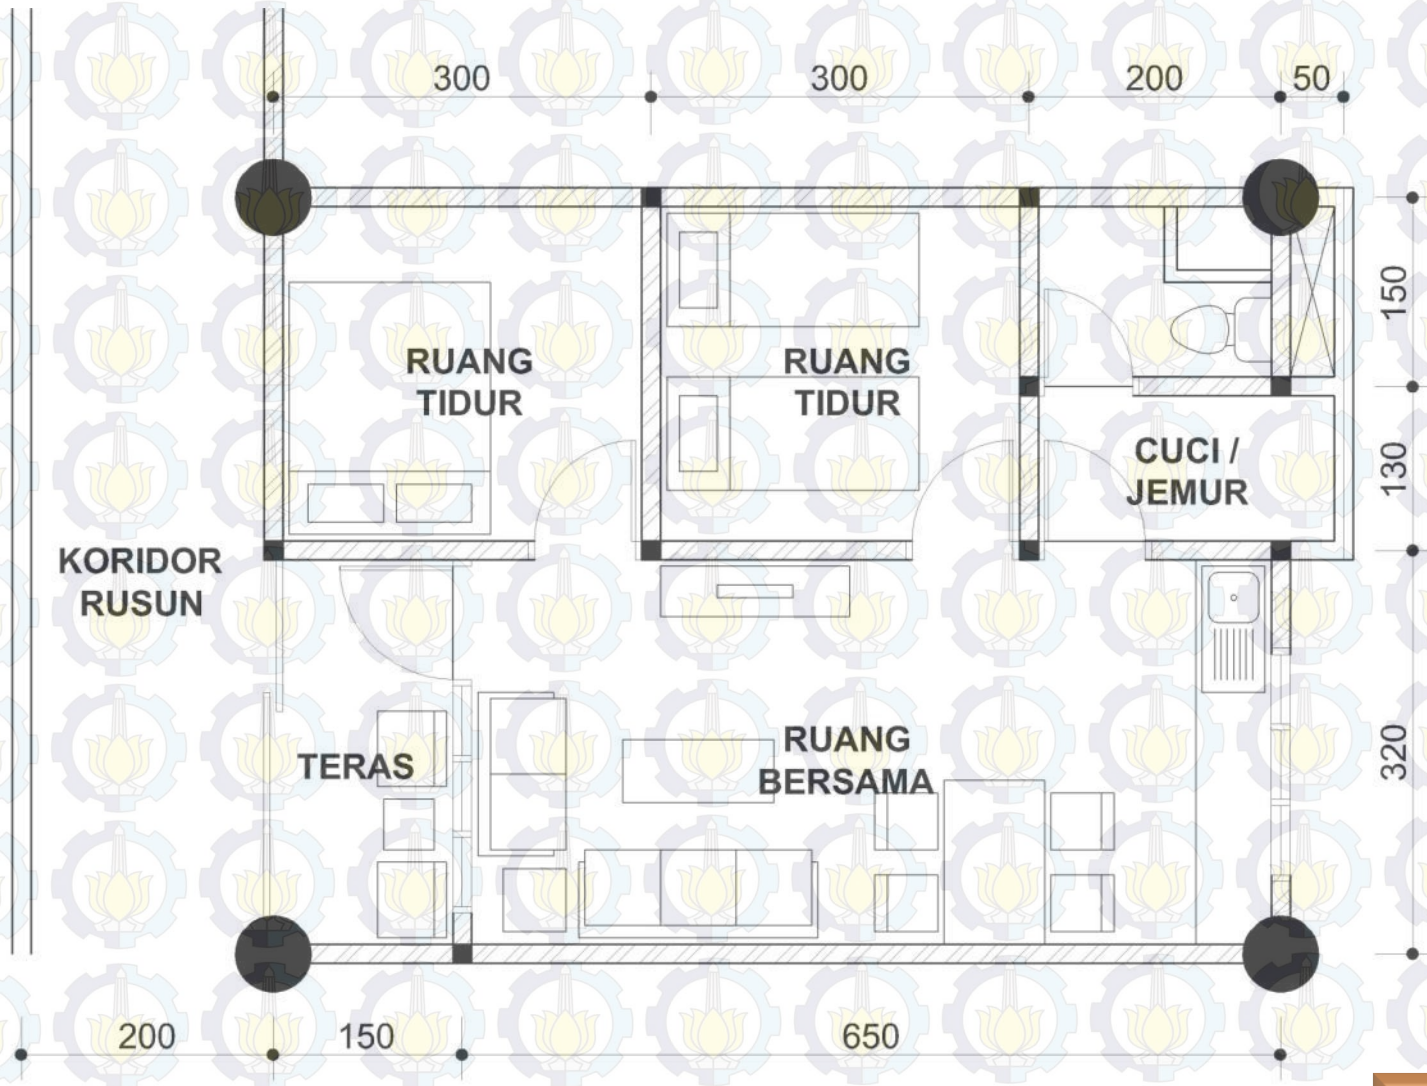 300
300
200
50
150
RUANG
TIDUR
RUANG
TIDUR
CUCI /
JEMUR
130
KORIDOR
RUSUN
TERAS
RUANG
BERSAMA
320
200
150
650